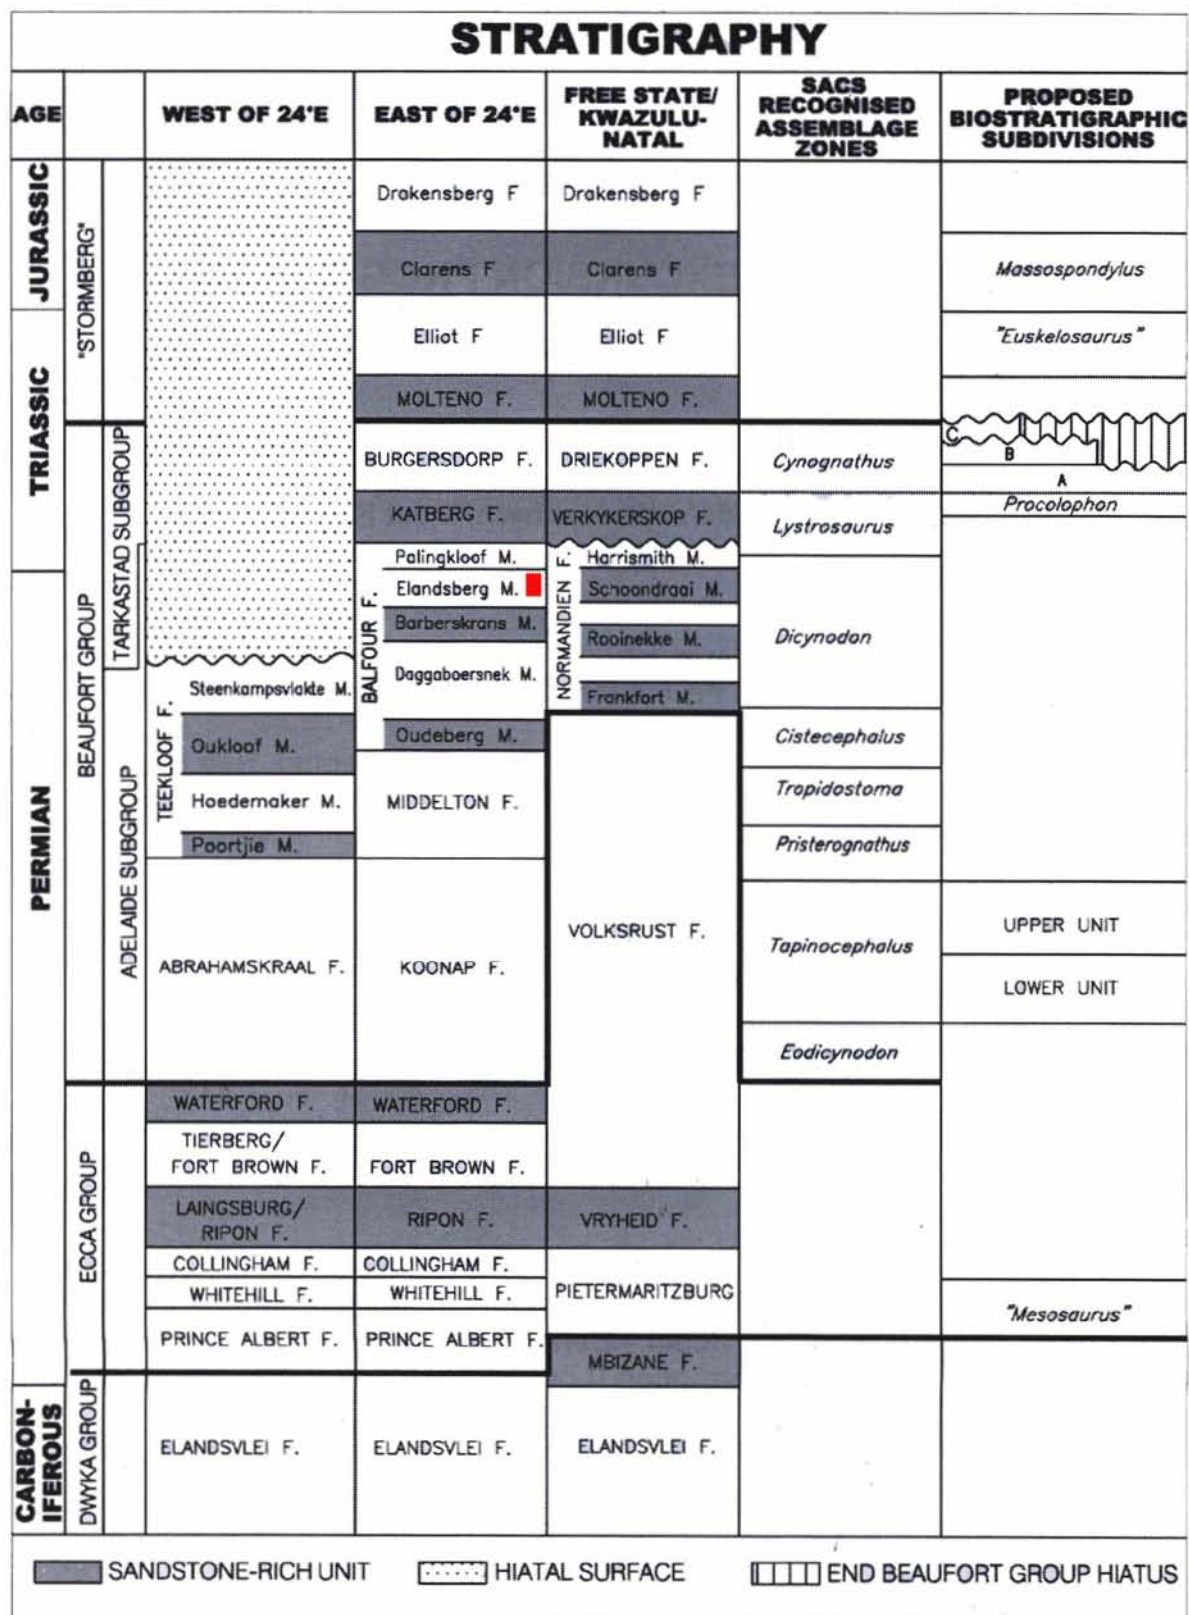 STRATIGRAPHY
AGE
WEST OF 24°E
EAST OF 24°E
FREE STATE/
KWAZULU-
NATAL
SACS
RECOGNISED
ASSEMBLAGE
ZONES
PROPOSED
BIOSTRATIGRAPHIC
SUBDIVISIONS
JURASSIC
TRIASSIC
PERMIAN
CARBON-
IFEROUS
"STORMBERG"
BEAUFORT GROUP
ECCA GROUP
DWYKA GROUP
TARKASTAD SUBGROUP
ADELAIDE SUBGROUP
TEEKLOOF F.
Steenkampsvlakte M.
Oukloof M.
Hoedemaker M.
Poortjie M.
ABRAHAMSKRAAL F.
WATERFORD F.
TIERBERG/
FORT BROWN F.
LAINGSBURG/
RIPON F.
COLLINGHAM F.
WHITEHILL F.
PRINCE ALBERT F.
ELANDSVLEI F.
Drakensberg F
Clarens F
Elliot F
MOLTENO F.
BURGERSDORP F.
KATBERG F.
BALFOUR F.
Palingkloof M.
Elandsberg M.
Barberskrans M.
Daggaboersnek M.
Oudeberg M.
MIDDELTON F.
KOONAP F.
WATERFORD F.
FORT BROWN F.
RIPON F.
COLLINGHAM F.
WHITEHILL F.
PRINCE ALBERT F.
ELANDSVLEI F.
Drakensberg F
Clarens F
Elliot F
MOLTENO F.
DRIEKOPPEN F.
VERKYKERSKOP F.
NORMANDIEN F.
Harrismith M.
Schoondraai M.
Rooinekke M.
Frankfort M.
VOLKSRUST F.
VRYHEID F.
PIETERMARITZBURG
MBIZANE F.
ELANDSVLEI F.
Cynognathus
Lystrosaurus
Dicynodon
Cistecephalus
Tropidostoma
Pristerognathus
Tapinocephalus
Eodicynodon
Massospondylus
"Euskelosaurus"
C
B
A
Procolophon
UPPER UNIT
LOWER UNIT
"Mesosaurus"
SANDSTONE-RICH UNIT
HIATAL SURFACE
END BEAUFORT GROUP HIATUS